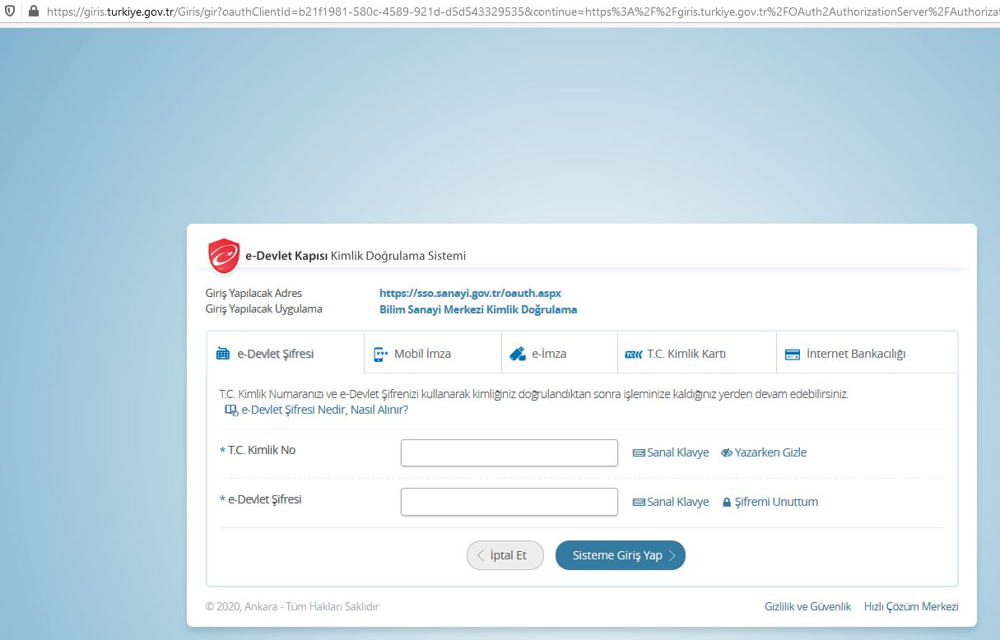 https://giris.turkiye.gov.tr/Giris/gir?oauthClientId=b21f1981-580c-4589-921d-d5d543329535&continue=https%3A%2F%2Fgiris.turkiye.gov.tr%2FOAuth2AuthorizationServer%2FAuthorizat
e-Devlet Kapısı Kimlik Doğrulama Sistemi
Giriş Yapılacak Adres https://sso.sanayi.gov.tr/oauth.aspx
Giriş Yapılacak Uygulama Bilim Sanayi Merkezi Kimlik Doğrulama
e-Devlet Şifresi Mobil İmza e-İmza T.C. Kimlik Kartı İnternet Bankacılığı
T.C. Kimlik Numaranızı ve e-Devlet Şifrenizi kullanarak kimliğiniz doğrulandıktan sonra işleminize kaldığınız yerden devam edebilirsiniz.
e-Devlet Şifresi Nedir, Nasıl Alınır?
* T.C. Kimlik No Sanal Klavye Yazarken Gizle
* e-Devlet Şifresi Sanal Klavye Şifremi Unuttum
İptal Et Sisteme Giriş Yap
© 2020, Ankara - Tüm Hakları Saklıdır Gizlilik ve Güvenlik Hızlı Çözüm Merkezi